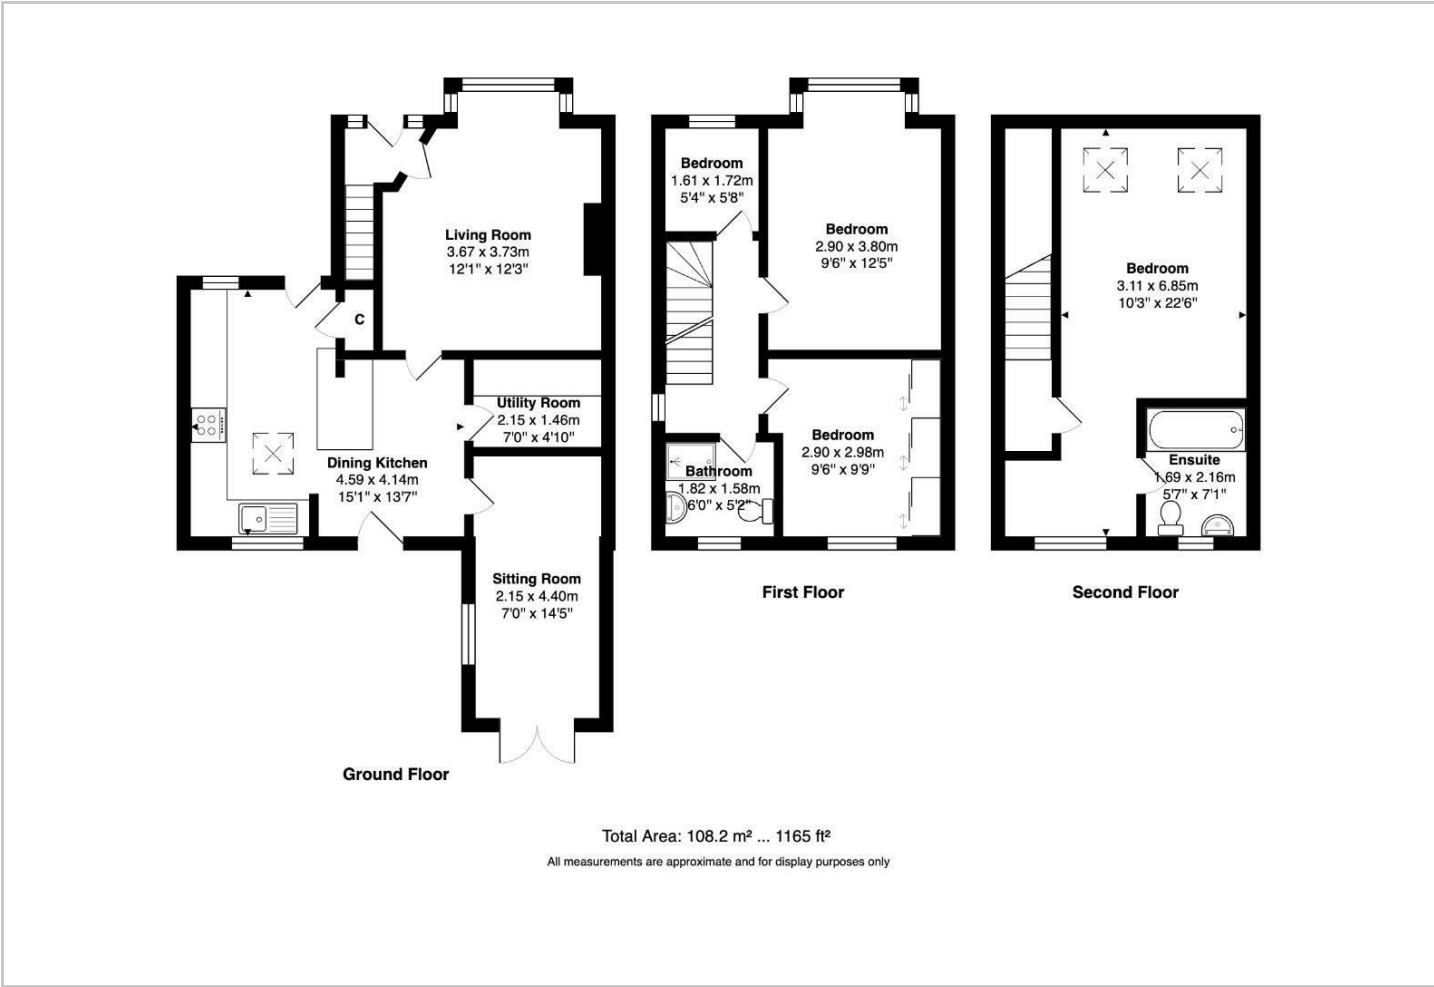 Living Room
3.67 x 3.73m
12'1" x 12'3"
C
Utility Room
2.15 x 1.46m
7'0" x 4'10"
Dining Kitchen
4.59 x 4.14m
15'1" x 13'7"
Sitting Room
2.15 x 4.40m
7'0" x 14'5"
Ground Floor
Bedroom
1.61 x 1.72m
5'4" x 5'8"
Bedroom
2.90 x 3.80m
9'6" x 12'5"
Bedroom
2.90 x 2.98m
9'6" x 9'9"
Bathroom
1.82 x 1.58m
6'0" x 5'2"
First Floor
Bedroom
3.11 x 6.85m
10'3" x 22'6"
Ensuite
1.69 x 2.16m
5'7" x 7'1"
Second Floor
Total Area: 108.2 m² ... 1165 ft²
All measurements are approximate and for display purposes only